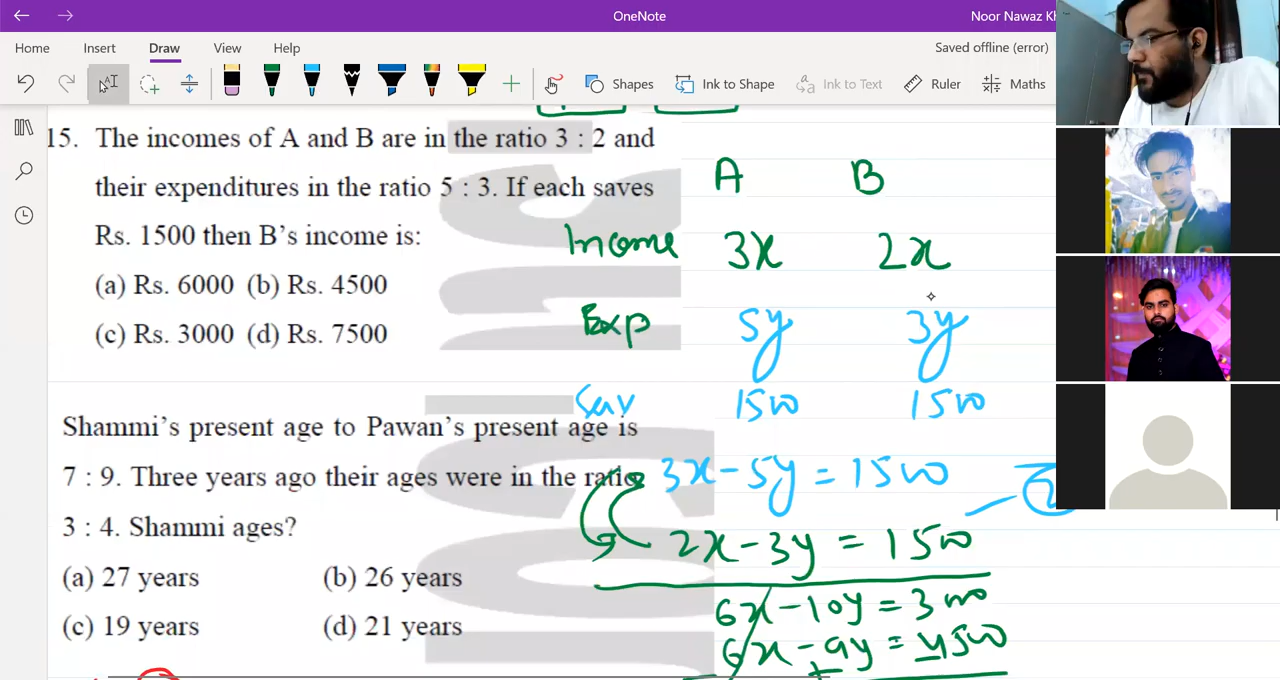 OneNote
Noor Nawaz Kh
Home Insert Draw View Help
Saved offline (error)
Shapes Ink to Shape Ink to Text Ruler Maths
15. The incomes of A and B are in the ratio 3 : 2 and
their expenditures in the ratio 5 : 3. If each saves
Rs. 1500 then B's income is:
(a) Rs. 6000 (b) Rs. 4500
(c) Rs. 3000 (d) Rs. 7500
Shammi's present age to Pawan's present age is
7 : 9. Three years ago their ages were in the ratio
3 : 4. Shammi ages?
(a) 27 years (b) 26 years
(c) 19 years (d) 21 years
A B
Income 3x 2x
Exp 5y 3y
Sav 1500 1500
3x - 5y = 1500
2x - 3y = 1500
6x - 10y = 3000
6x - 9y = 4500